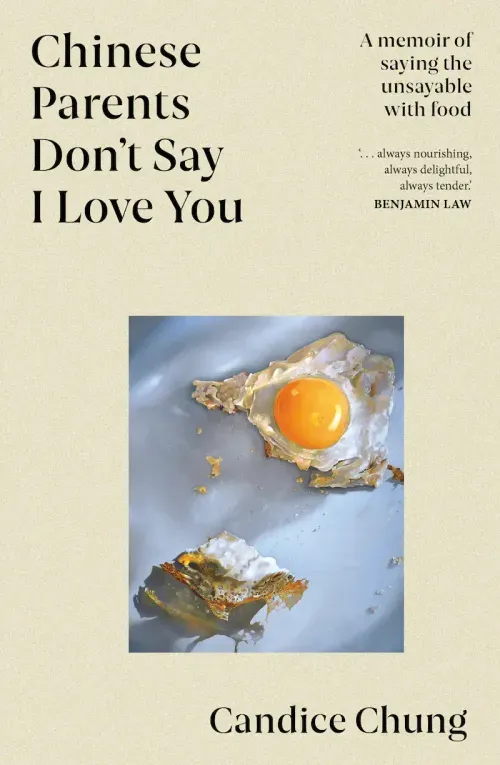 Chinese
Parents
Don’t Say
I Love You
A memoir of
saying the
unsayable
with food
‘. . . always nourishing,
always delightful,
always tender.’
BENJAMIN LAW
Candice Chung